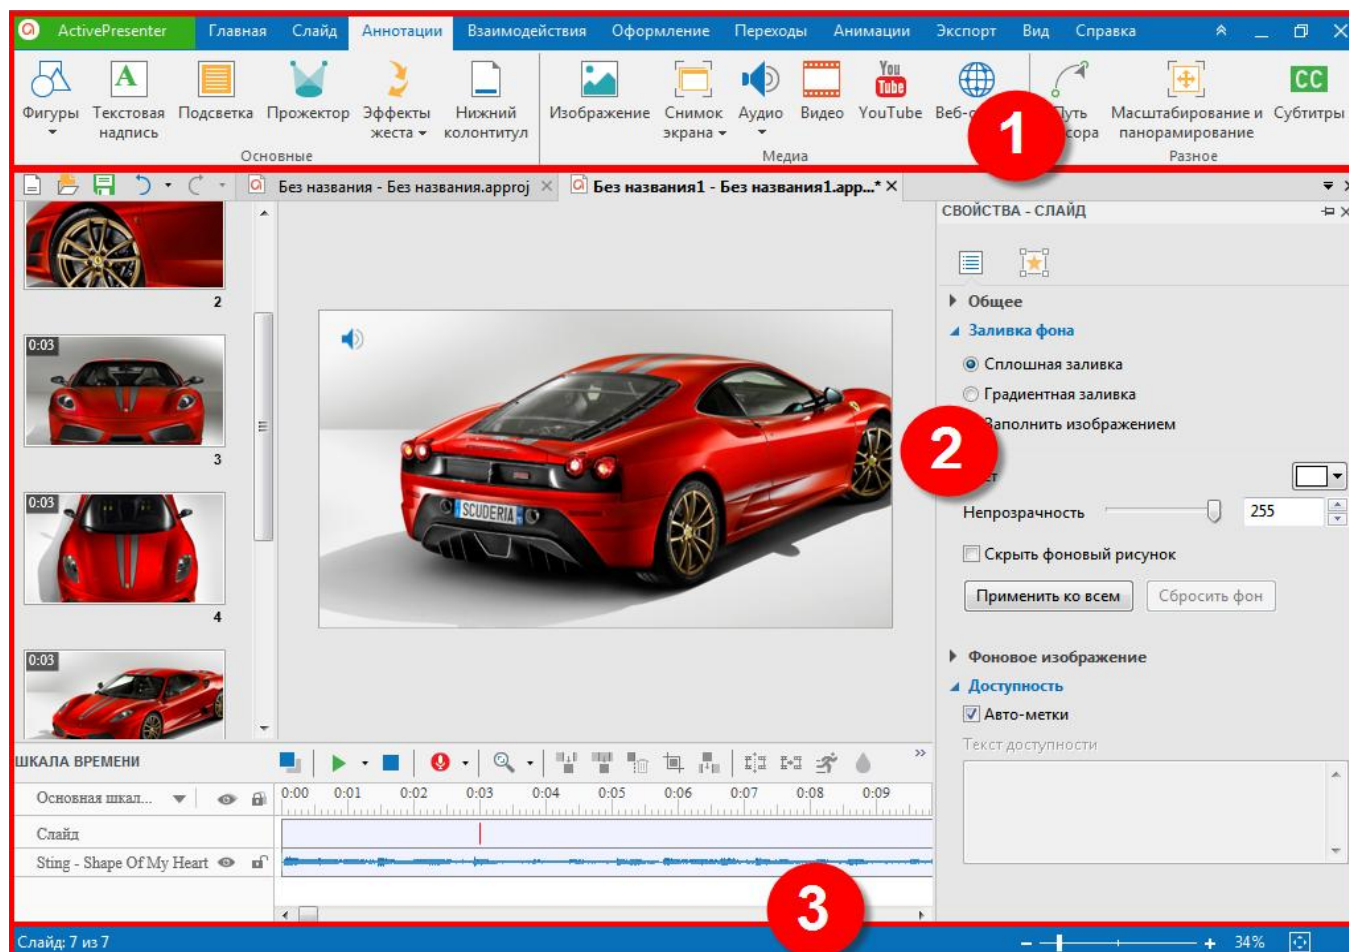 ActivePresenter Главная Слайд Аннотации Взаимодействия Оформление Переходы Анимации Экспорт Вид Справка
A You Tube CC
Фигуры Текстовая надпись Подсветка Прожектор Эффекты жеста Нижний колонтитул Изображение Снимок экрана Аудио Видео YouTube Масштабирование и панорамирование Субтитры
Основные Медиа Разное
1
Без названия - Без названия.approj Без названия1 - Без названия1.app...*
СВОЙСТВА - СЛАЙД
2
0:03
3
0:03
4
0:03
SCUDERIA
Общее
Заливка фона
Сплошная заливка
Градиентная заливка
Заполнить изображением
2
Непрозрачность 255
Скрыть фоновый рисунок
Применить ко всем Сбросить фон
Фоновое изображение
Доступность
Авто-метки
Текст доступности
ШКАЛА ВРЕМЕНИ
Основная шкал... 0:00 0:01 0:02 0:03 0:04 0:05 0:06 0:07 0:08 0:09
Слайд
Sting - Shape Of My Heart
3
Слайд: 7 из 7 34%